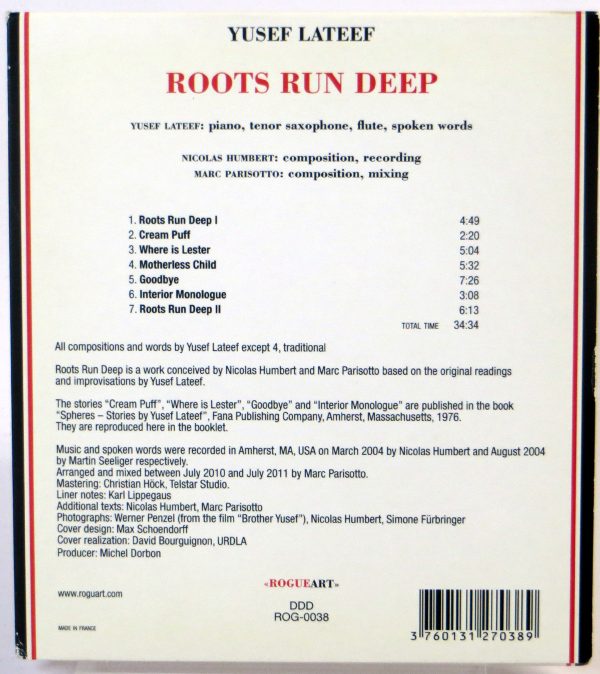 YUSEF LATEEF
ROOTS RUN DEEP
YUSEF LATEEF: piano, tenor saxophone, flute, spoken words
NICOLAS HUMBERT: composition, recording
MARC PARISOTTO: composition, mixing
1. Roots Run Deep I 4:49
2. Cream Puff 2:20
3. Where is Lester 5:04
4. Motherless Child 5:32
5. Goodbye 7:26
6. Interior Monologue 3:08
7. Roots Run Deep II 6:13
TOTAL TIME 34:34
All compositions and words by Yusef Lateef except 4, traditional
Roots Run Deep is a work conceived by Nicolas Humbert and Marc Parisotto based on the original readings
and improvisations by Yusef Lateef.
The stories “Cream Puff”, “Where is Lester”, “Goodbye” and “Interior Monologue” are published in the book
“Spheres – Stories by Yusef Lateef”, Fana Publishing Company, Amherst, Massachusetts, 1976.
They are reproduced here in the booklet.
Music and spoken words were recorded in Amherst, MA, USA on March 2004 by Nicolas Humbert and August 2004
by Martin Seeliger respectively.
Arranged and mixed between July 2010 and July 2011 by Marc Parisotto.
Mastering: Christian Höck, Telstar Studio.
Liner notes: Karl Lippegaus
Additional texts: Nicolas Humbert, Marc Parisotto
Photographs: Werner Penzel (from the film “Brother Yusef”), Nicolas Humbert, Simone Fürbringer
Cover design: Max Schoendorff
Cover realization: David Bourguignon, URDLA
Producer: Michel Dorbon
«ROGUEART»
www.roguart.com
DDD
ROG-0038
MADE IN FRANCE
3 760131 270389